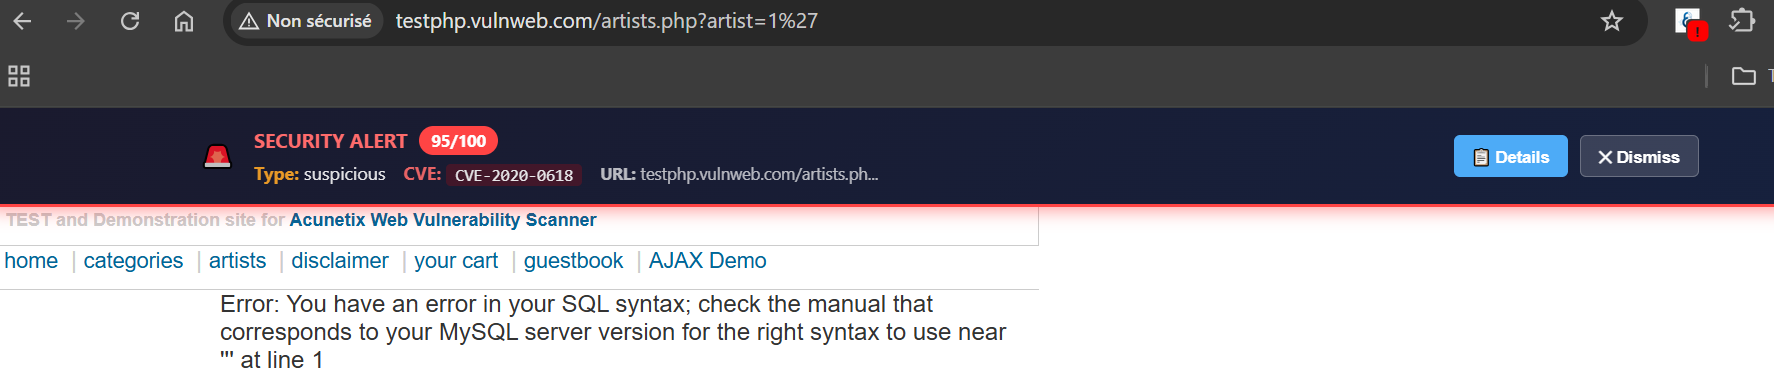 Non sécurisé testphp.vulnweb.com/artists.php?artist=1%27
SECURITY ALERT 95/100
Type: suspicious CVE: CVE-2020-0618 URL: testphp.vulnweb.com/artists.ph...
Details
Dismiss
TEST and Demonstration site for Acunetix Web Vulnerability Scanner
home | categories | artists | disclaimer | your cart | guestbook | AJAX Demo
Error: You have an error in your SQL syntax; check the manual that
corresponds to your MySQL server version for the right syntax to use near
''' at line 1